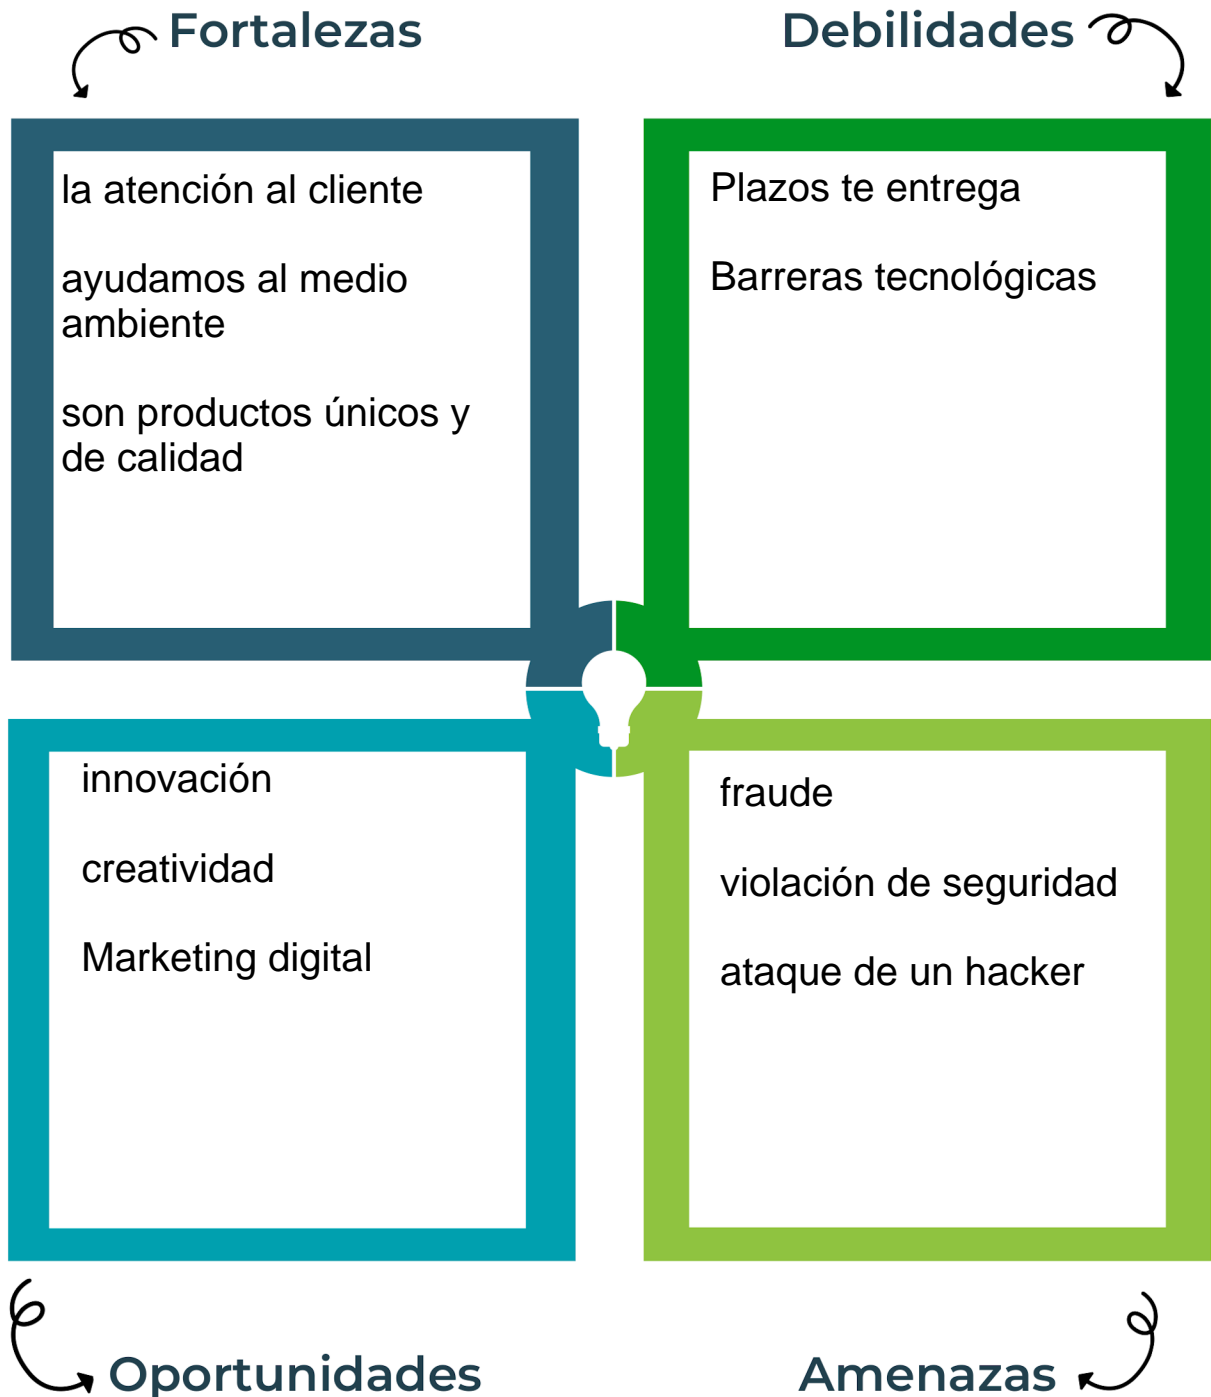 Fortalezas
la atención al cliente
ayudamos al medio
ambiente
son productos únicos y
de calidad
Debilidades
Plazos te entrega
Barreras tecnológicas
innovación
creatividad
Marketing digital
Oportunidades
fraude
violación de seguridad
ataque de un hacker
Amenazas